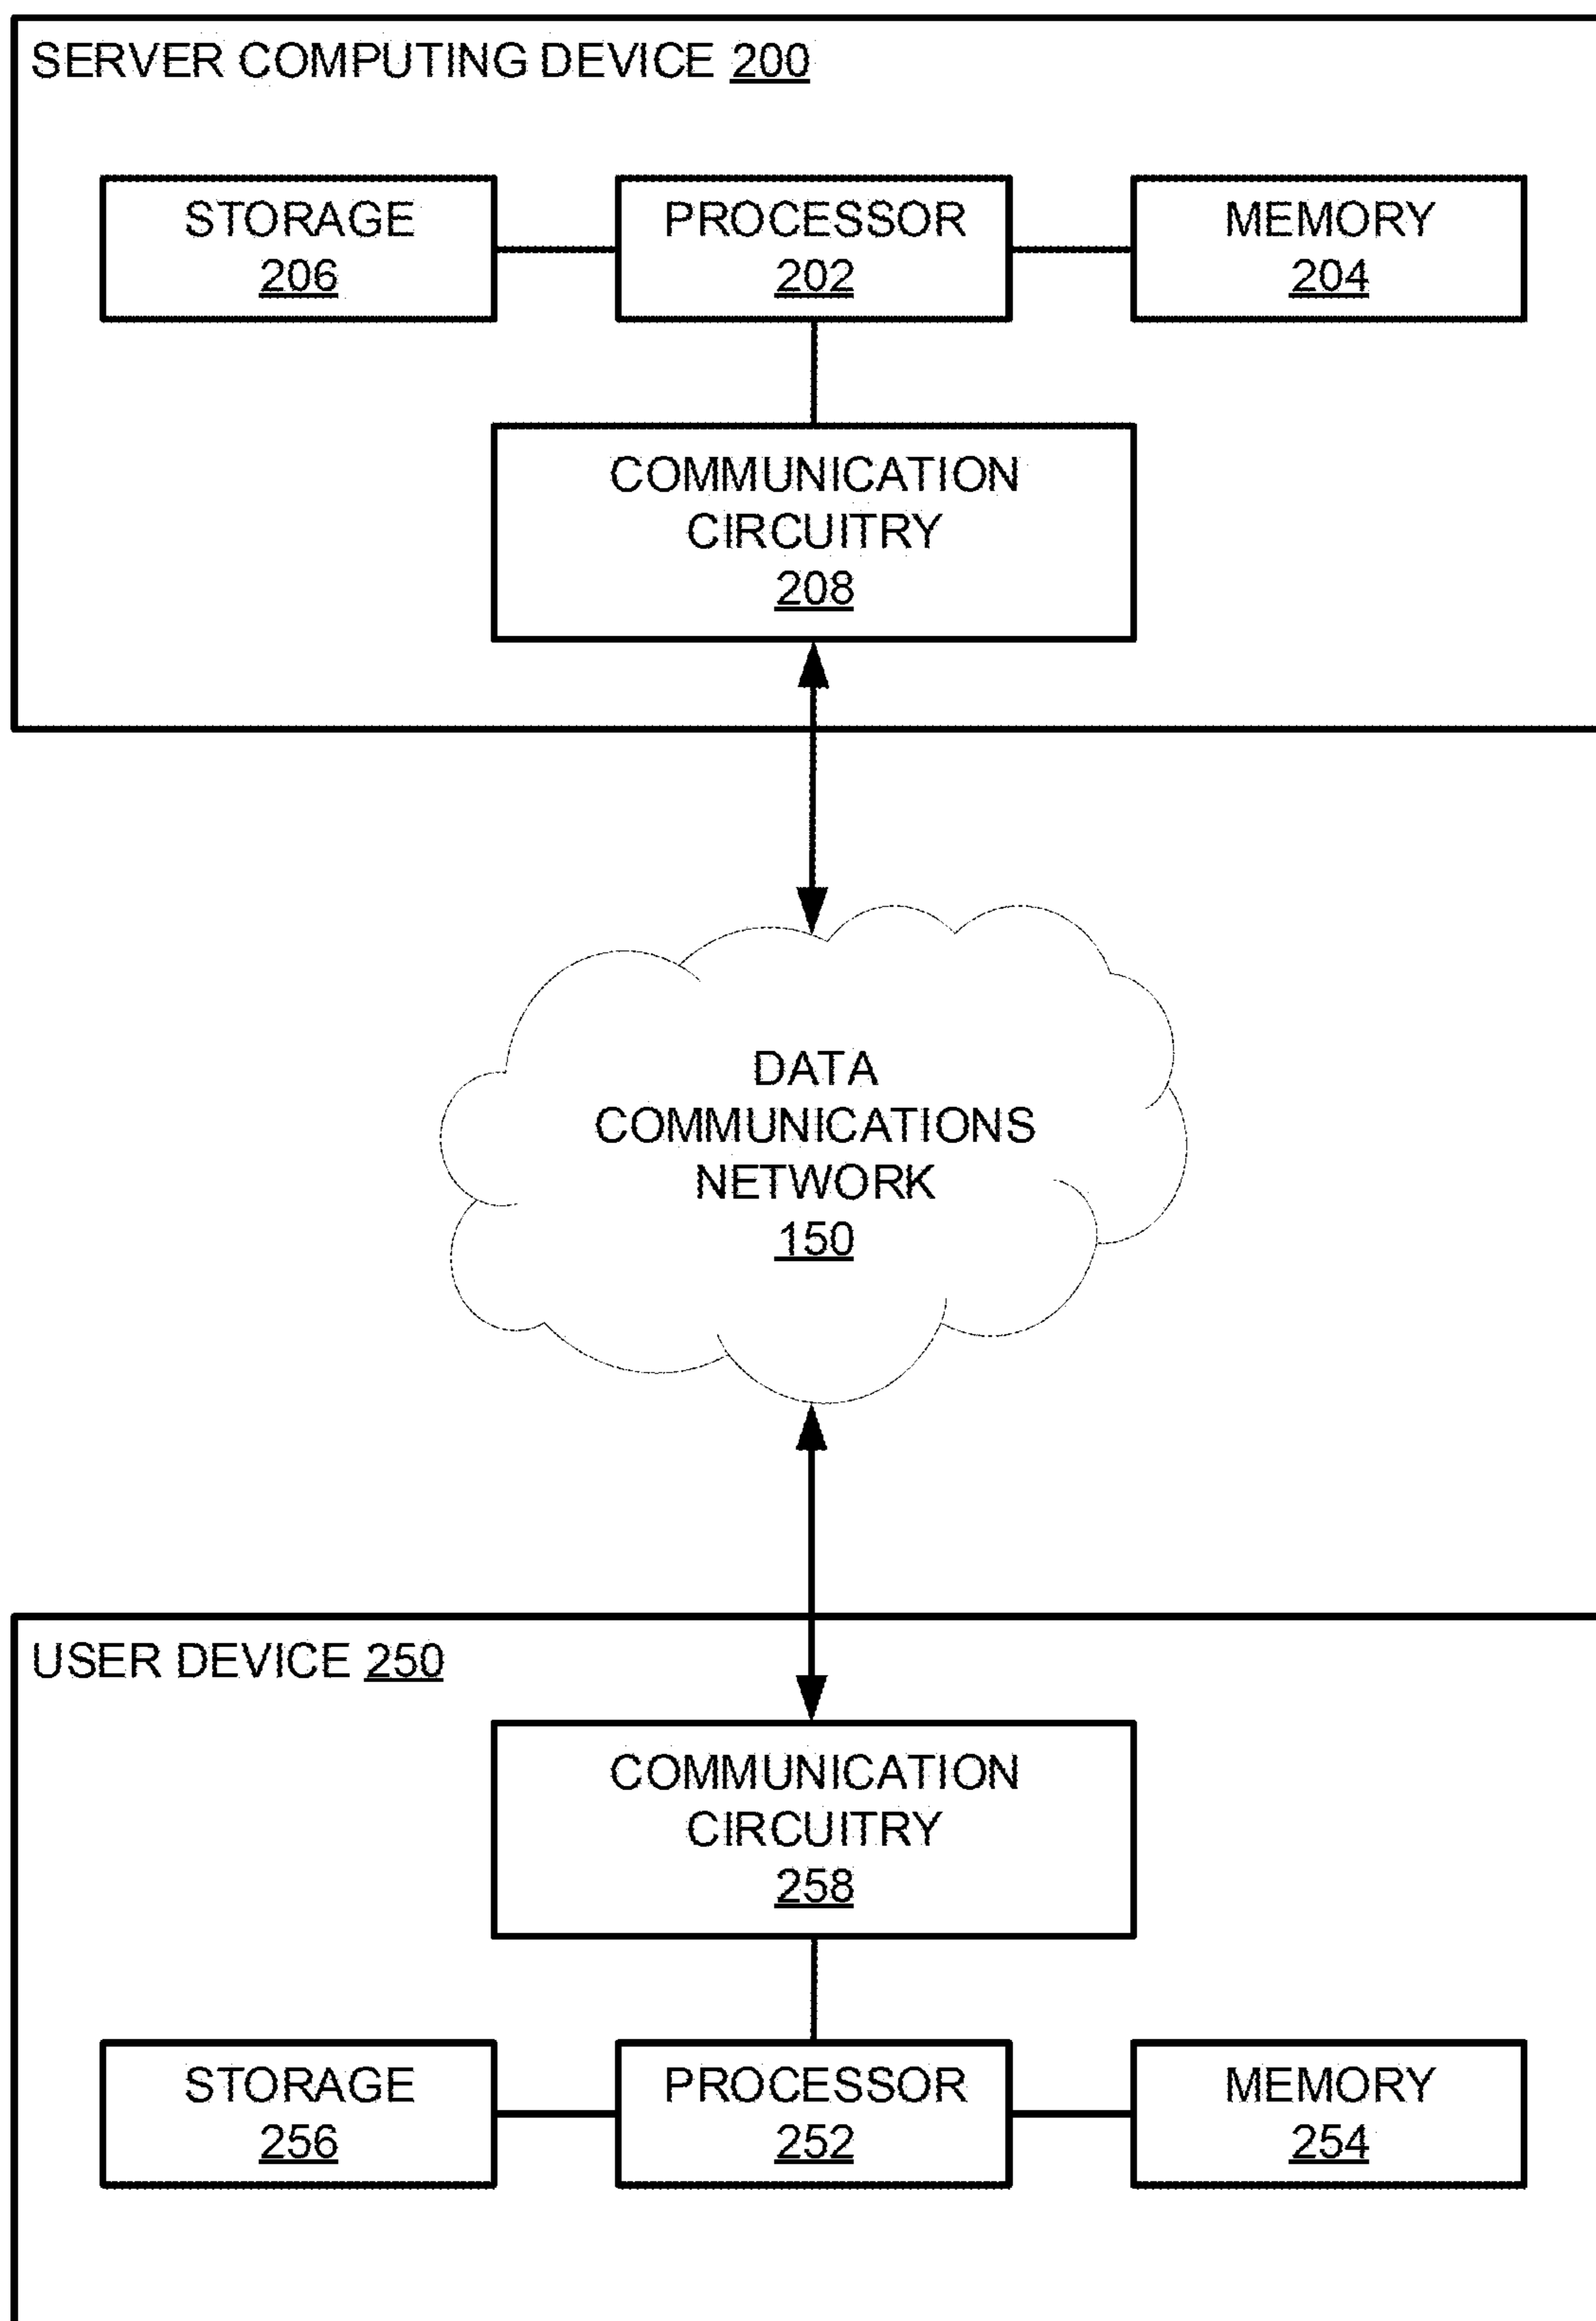 SERVER COMPUTING DEVICE 200
STORAGE
206
PROCESSOR
202
MEMORY
204
COMMUNICATION
CIRCUITRY
208
DATA
COMMUNICATIONS
NETWORK
150
USER DEVICE 250
COMMUNICATION
CIRCUITRY
258
STORAGE
256
PROCESSOR
252
MEMORY
254